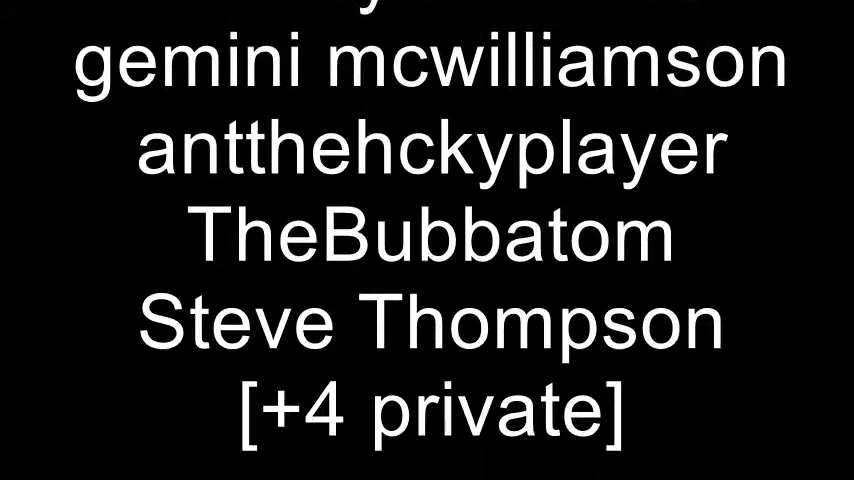 gemini mcwilliamson
antthehckyplayer
TheBubbatom
Steve Thompson
[+4 private]